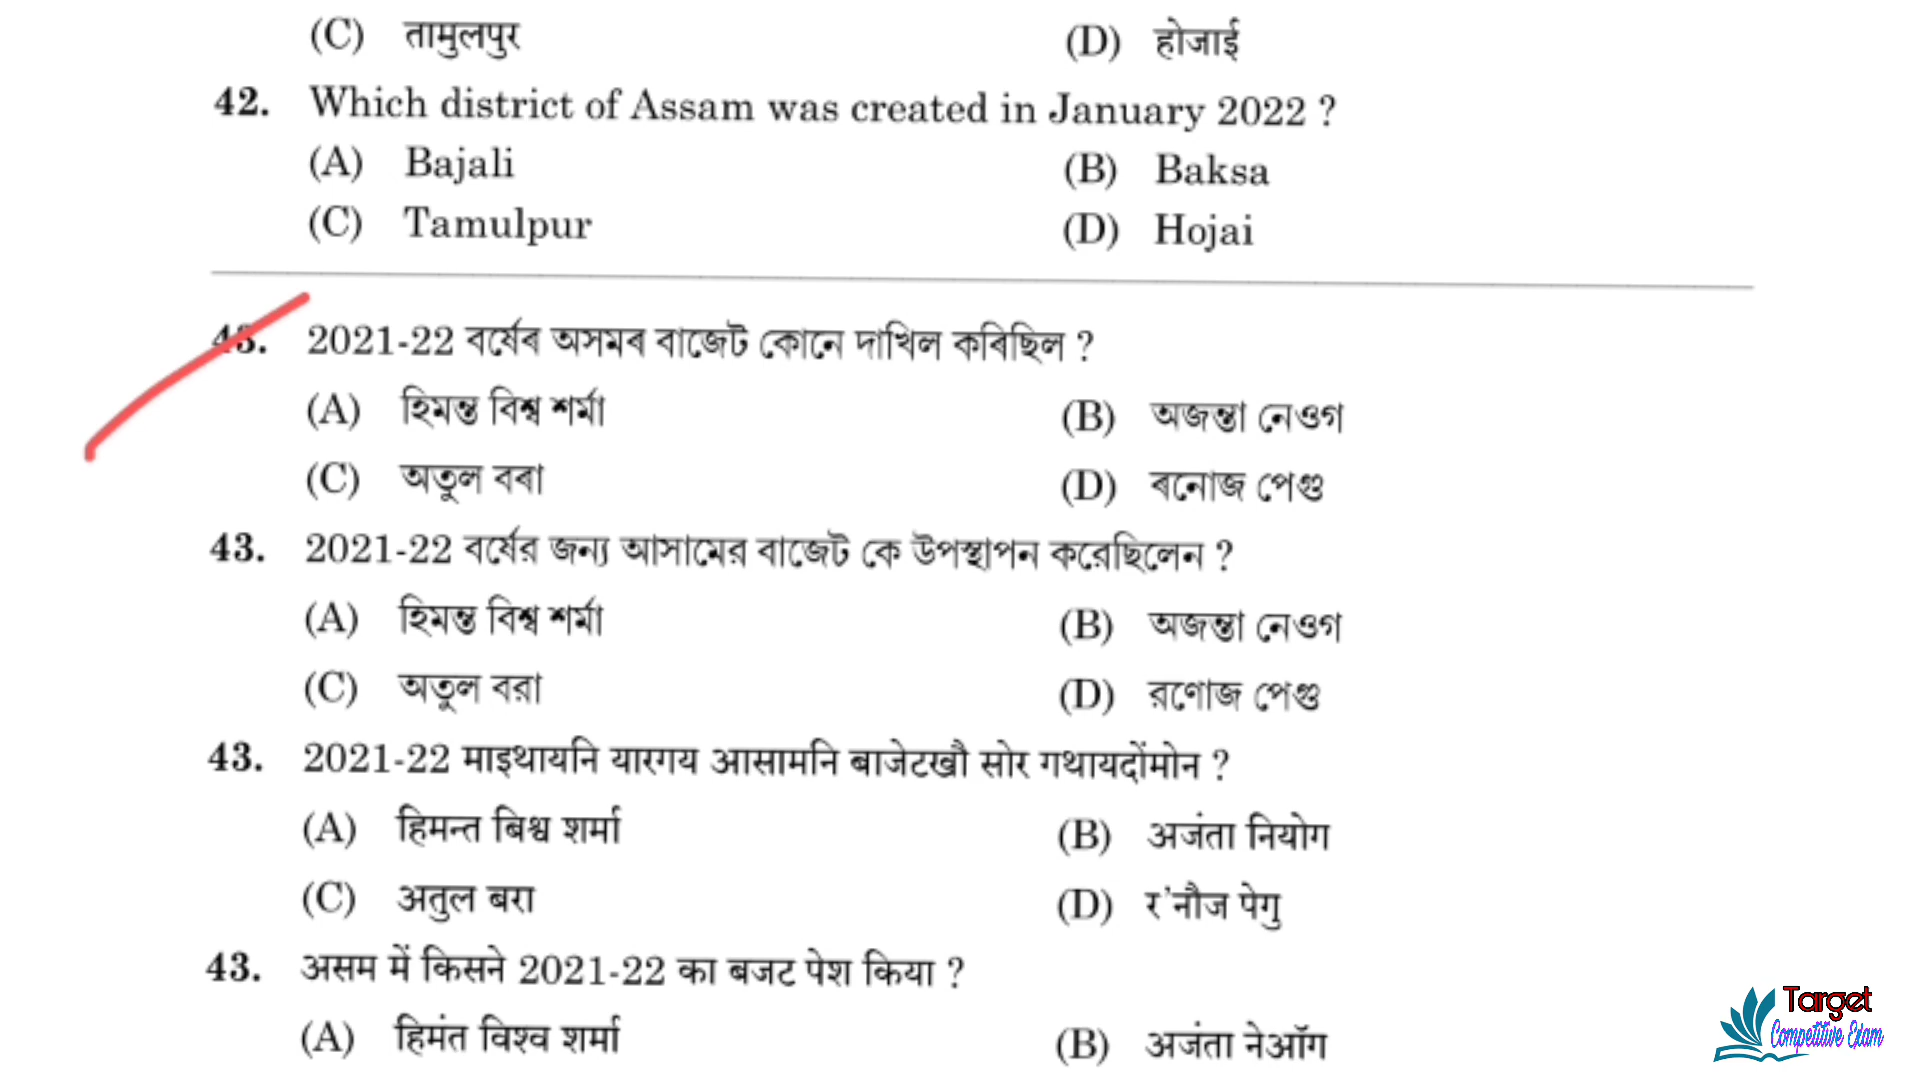 (C) तामुलपुर (D) होजाई
42. Which district of Assam was created in January 2022 ?
(A) Bajali (B) Baksa
(C) Tamulpur (D) Hojai
43. 2021-22 বৰ্ষৰ অসমৰ বাজেট কোনে দাখিল কৰিছিল ?
(A) হিমন্ত বিশ্ব শৰ্মা (B) অজন্তা নেওগ
(C) অতুল বৰা (D) ৰনোজ পেগু
43. 2021-22 বর্ষের জন্য আসামের বাজেট কে উপস্থাপন করেছিলেন ?
(A) হিমন্ত বিশ্ব শর্মা (B) অজন্তা নেওগ
(C) অতুল বরা (D) রণোজ পেগু
43. 2021-22 माइथायनि यारगय आसामनि बाजेटखौ सोर गथायदोंमोन ?
(A) हिमन्त बिश्व शर्मा (B) अजंता नियोग
(C) अतुल बरा (D) र'नौज पेगु
43. असम में किसने 2021-22 का बजट पेश किया ?
(A) हिमंत विश्व शर्मा (B) अजंता नेऑग
Target
Competitive Exam